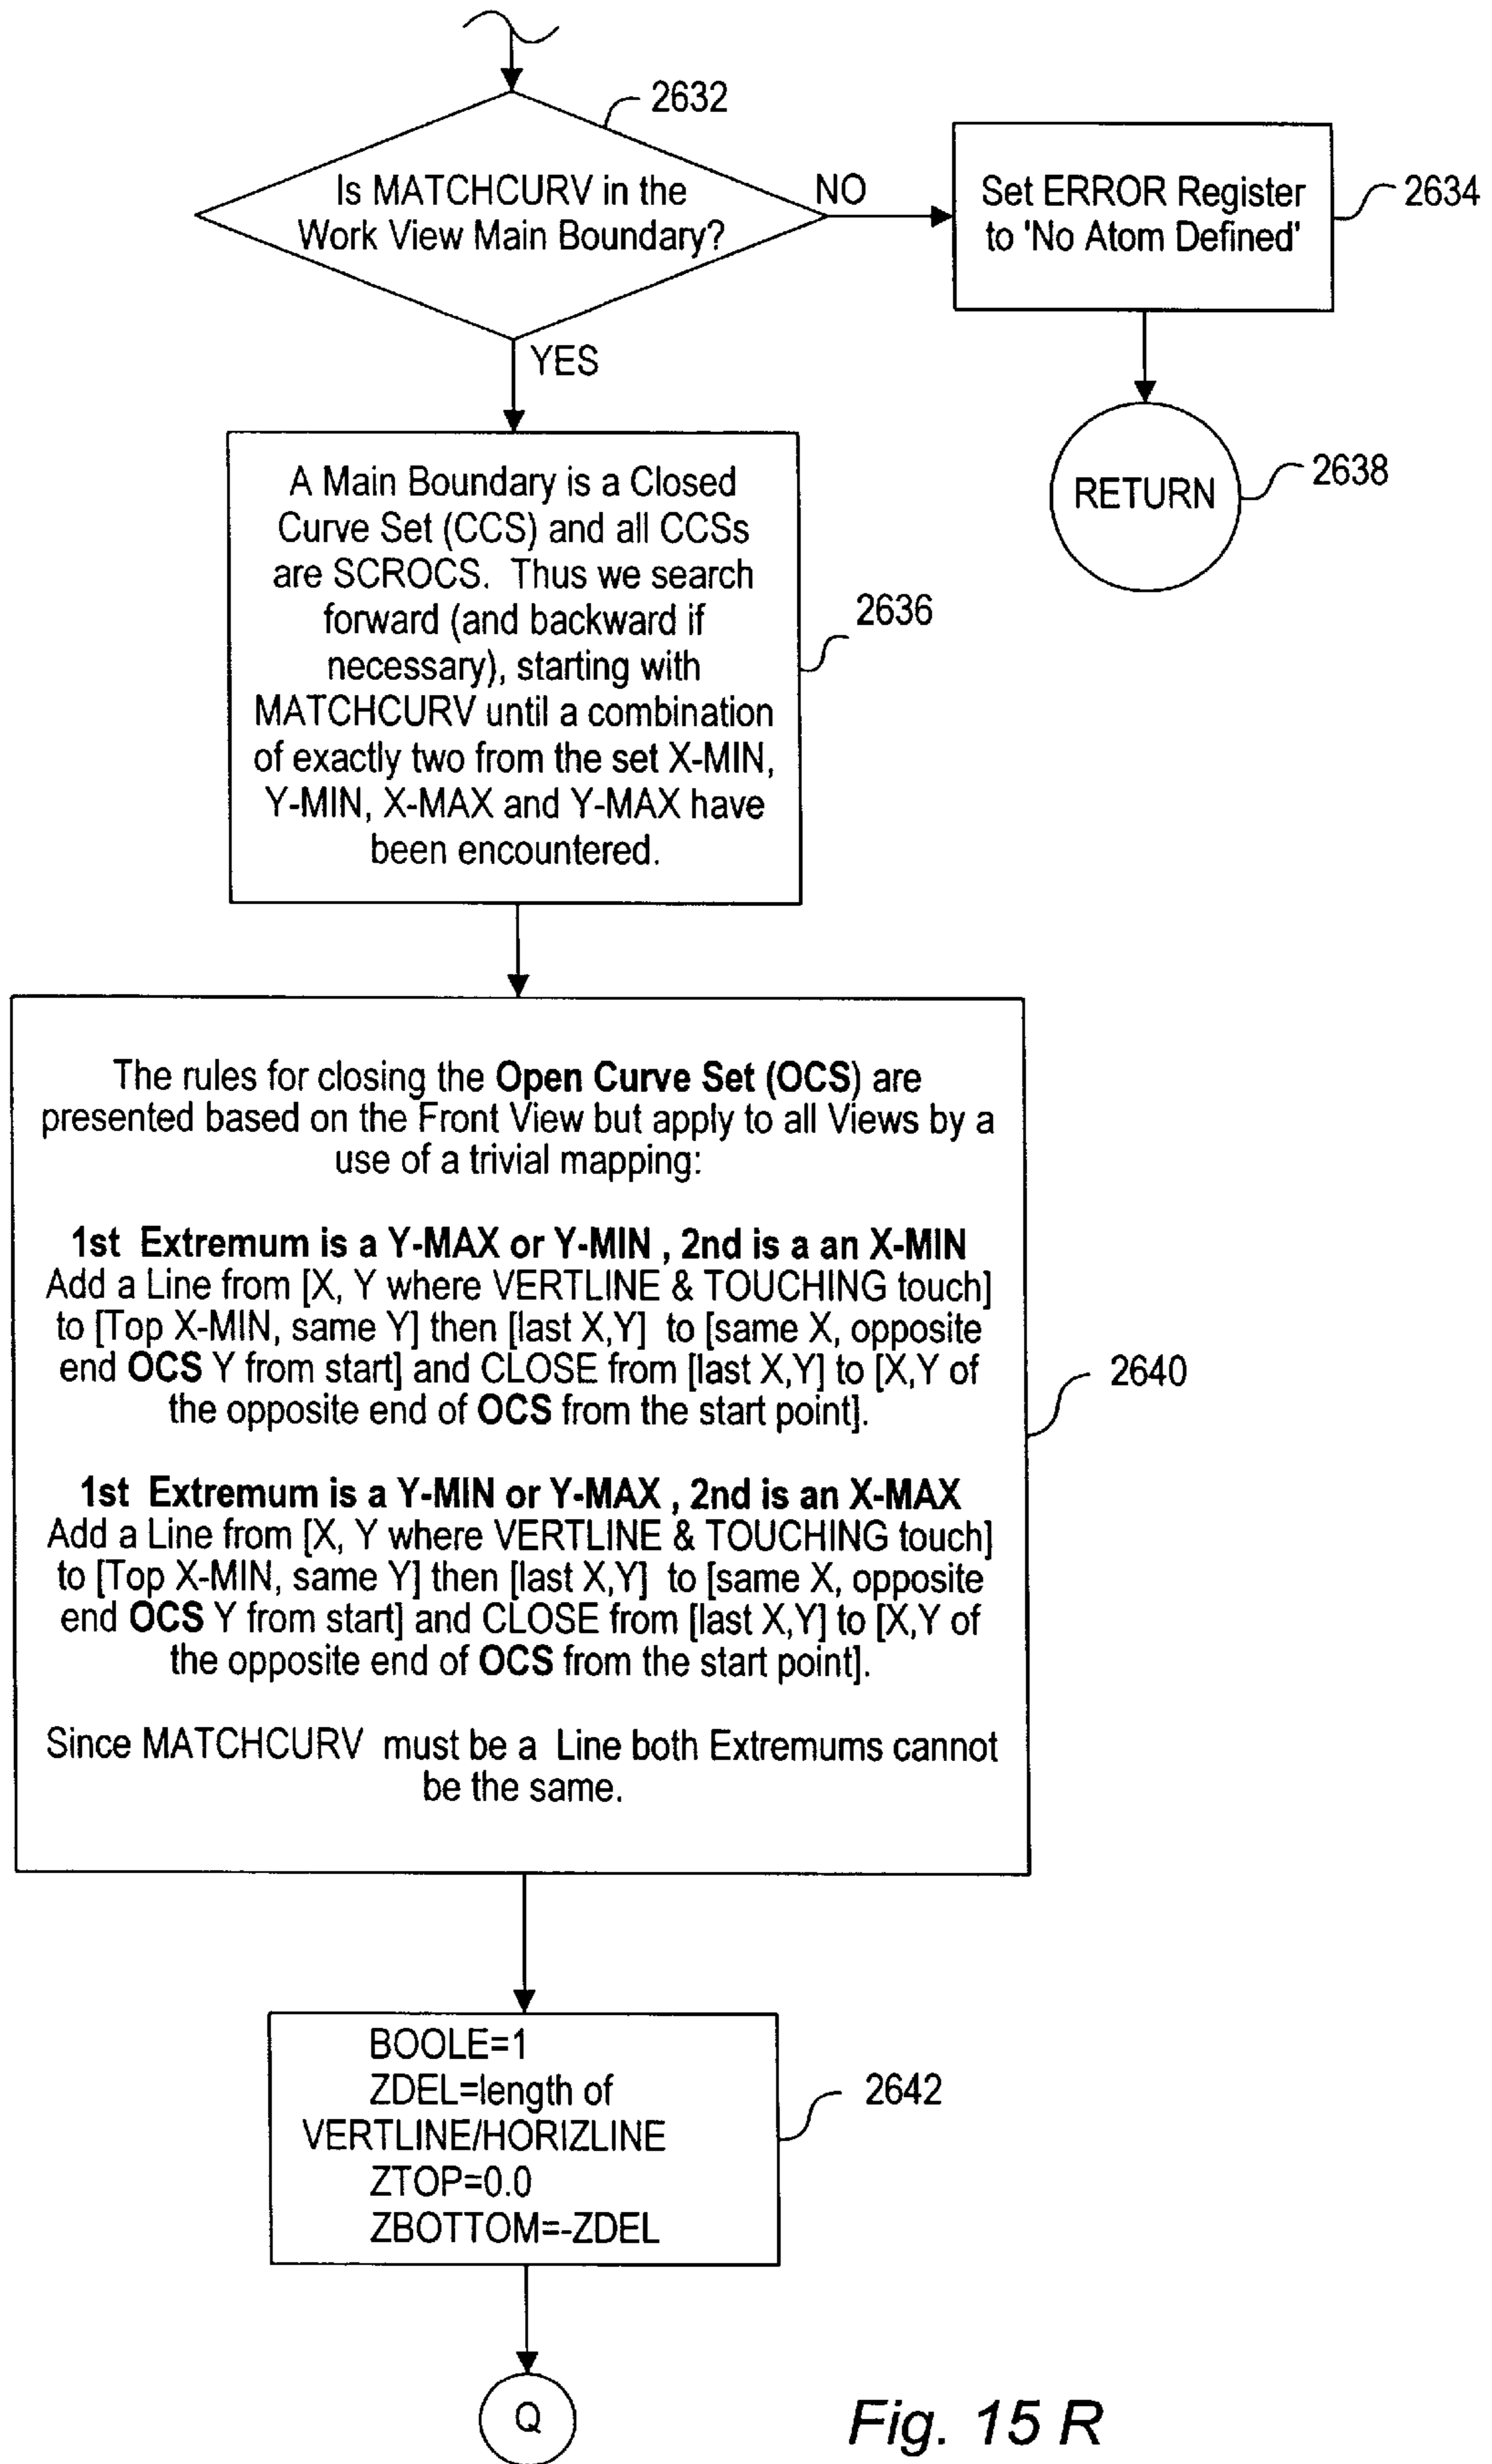 2632
Is MATCHCURV in the
Work View Main Boundary?
NO
Set ERROR Register
to 'No Atom Defined'
2634
YES
RETURN
2638
A Main Boundary is a Closed
Curve Set (CCS) and all CCSs
are SCROCS. Thus we search
forward (and backward if
necessary), starting with
MATCHCURV until a combination
of exactly two from the set X-MIN,
Y-MIN, X-MAX and Y-MAX have
been encountered.
2636
The rules for closing the Open Curve Set (OCS) are
presented based on the Front View but apply to all Views by a
use of a trivial mapping:
1st Extremum is a Y-MAX or Y-MIN , 2nd is a an X-MIN
Add a Line from [X, Y where VERTLINE & TOUCHING touch]
to [Top X-MIN, same Y] then [last X,Y] to [same X, opposite
end OCS Y from start] and CLOSE from [last X,Y] to [X,Y of
the opposite end of OCS from the start point].
1st Extremum is a Y-MIN or Y-MAX , 2nd is an X-MAX
Add a Line from [X, Y where VERTLINE & TOUCHING touch]
to [Top X-MIN, same Y] then [last X,Y] to [same X, opposite
end OCS Y from start] and CLOSE from [last X,Y] to [X,Y of
the opposite end of OCS from the start point].
Since MATCHCURV must be a Line both Extremums cannot
be the same.
2640
BOOLE=1
ZDEL=length of
VERTLINE/HORIZLINE
ZTOP=0.0
ZBOTTOM=-ZDEL
2642
Q
Fig. 15 R